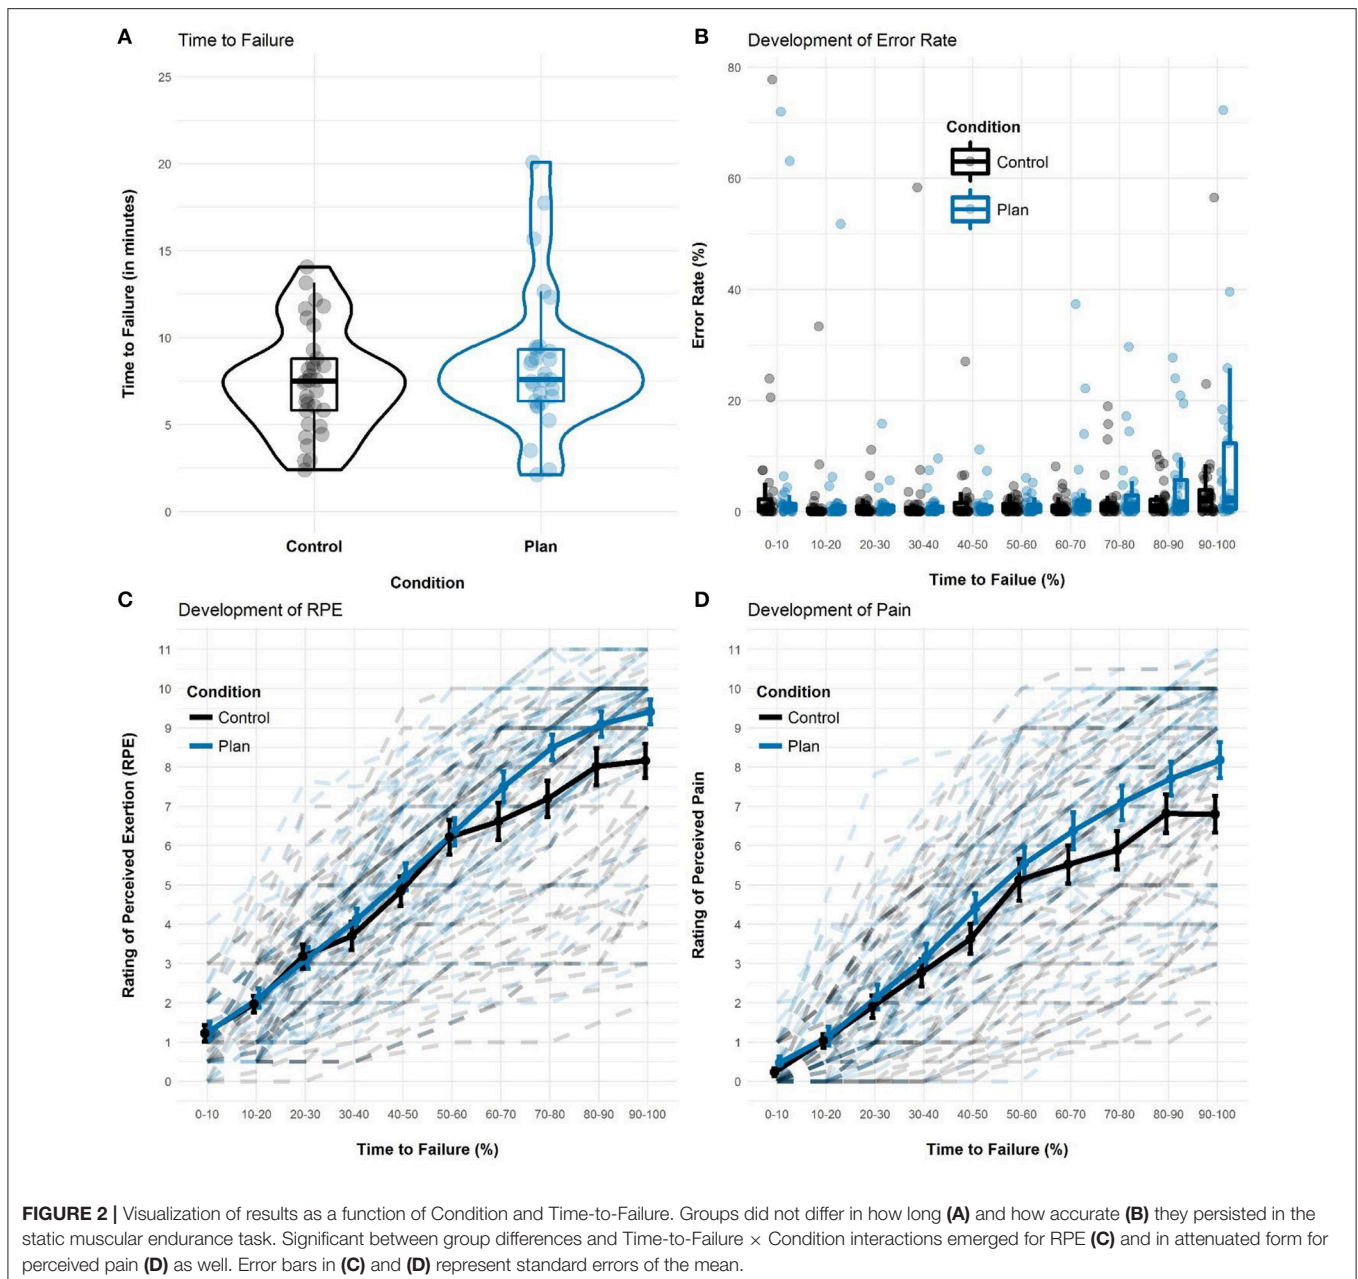 A Time to Failure
25
20
15
10
5
0
Time to Failure (in minutes)
Control Plan
Condition
B Development of Error Rate
80
60
40
20
0
Error Rate (%)
Condition
Control
Plan
0-10 10-20 20-30 30-40 40-50 50-60 60-70 70-80 80-90 90-100
Time to Failue (%)
C Development of RPE
11
10
9
8
7
6
5
4
3
2
1
0
Rating of Perceived Exertion (RPE)
Condition
Control
Plan
0-10 10-20 20-30 30-40 40-50 50-60 60-70 70-80 80-90 90-100
Time to Failure (%)
D Development of Pain
11
10
9
8
7
6
5
4
3
2
1
0
Rating of Perceived Pain
Condition
Control
Plan
0-10 10-20 20-30 30-40 40-50 50-60 60-70 70-80 80-90 90-100
Time to Failure (%)
FIGURE 2 | Visualization of results as a function of Condition and Time-to-Failure. Groups did not differ in how long (A) and how accurate (B) they persisted in the
static muscular endurance task. Significant between group differences and Time-to-Failure × Condition interactions emerged for RPE (C) and in attenuated form for
perceived pain (D) as well. Error bars in (C) and (D) represent standard errors of the mean.